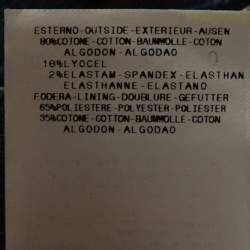 ESTERNO-OUTSIDE-EXTERIEUR-AUSEN
80%COTONE-COTTON-BAUMWOLLE-COTON
ALGODON-ALGODAO
18%LYOCEL
2%ELASTAM-SPANDEX-ELASTHAN
ELASTHANNE-ELASTANO
FODERA-LINING-DOUBLURE-GEFUTTER
65%POLIESTERE-POLYESTER-POLIESTER
35%COTONE-COTTON-BAUMWOLLE-COTON
ALGODON-ALGODAO